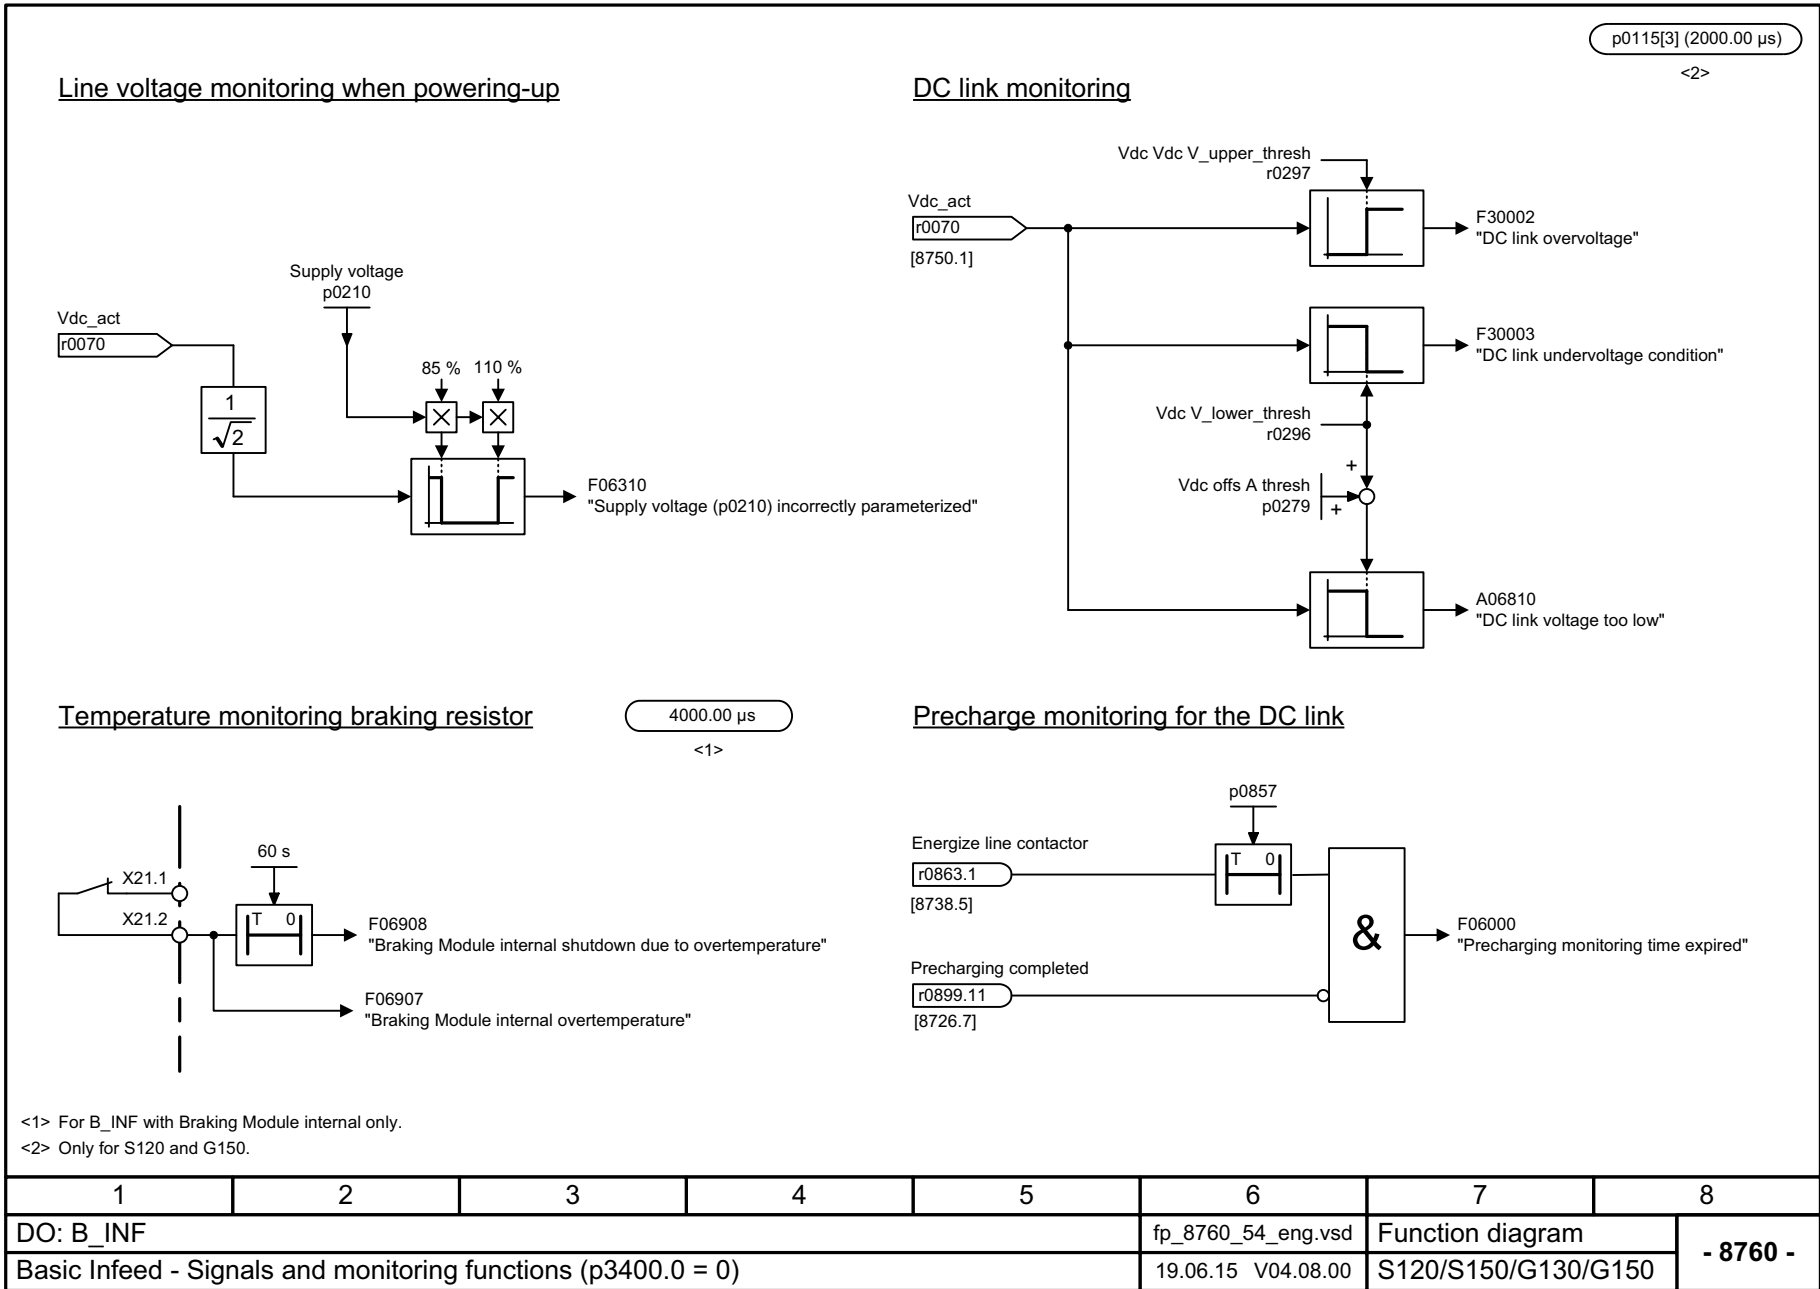 p0115[3] (2000.00 µs)
<2>
Line voltage monitoring when powering-up
Supply voltage
p0210
Vdc_act
r0070
85 %
110 %
1
√2
F06310
"Supply voltage (p0210) incorrectly parameterized"
DC link monitoring
Vdc Vdc V_upper_thresh
r0297
Vdc_act
r0070
[8750.1]
F30002
"DC link overvoltage"
F30003
"DC link undervoltage condition"
Vdc V_lower_thresh
r0296
+
Vdc offs A thresh
p0279
+
A06810
"DC link voltage too low"
Temperature monitoring braking resistor
4000.00 µs
<1>
60 s
X21.1
X21.2
T 0
F06908
"Braking Module internal shutdown due to overtemperature"
F06907
"Braking Module internal overtemperature"
Precharge monitoring for the DC link
p0857
Energize line contactor
r0863.1
[8738.5]
T 0
&
F06000
"Precharging monitoring time expired"
Precharging completed
r0899.11
[8726.7]
<1> For B_INF with Braking Module internal only.
<2> Only for S120 and G150.
1 2 3 4 5 6 7 8
DO: B_INF
fp_8760_54_eng.vsd
Function diagram
- 8760 -
Basic Infeed - Signals and monitoring functions (p3400.0 = 0)
19.06.15 V04.08.00
S120/S150/G130/G150